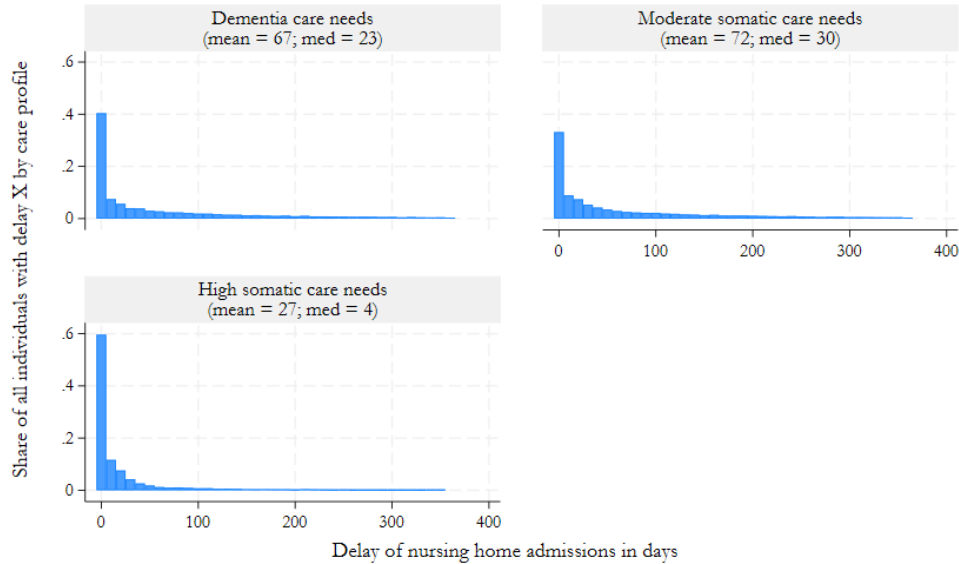 Dementia care needs
(mean = 67; med = 23)
Moderate somatic care needs
(mean = 72; med = 30)
Share of all individuals with delay X by care profile
.6
.4
.2
0
0
100
200
300
400
High somatic care needs
(mean = 27; med = 4)
.6
.4
.2
0
0
100
200
300
400
Delay of nursing home admissions in days